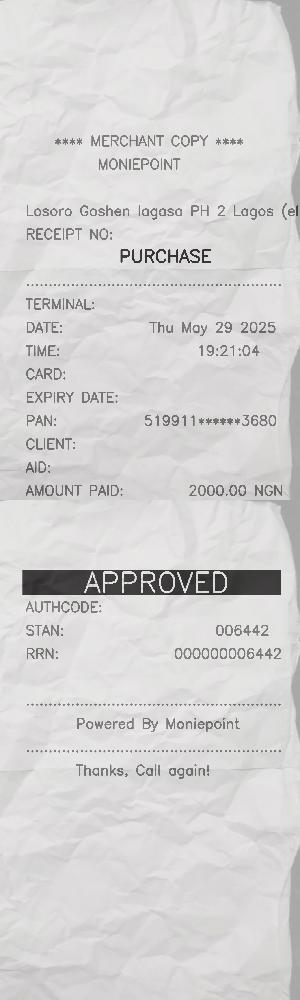 **** MERCHANT COPY ****
MONIEPOINT
Losoro Goshen Iagasa PH 2 Lagos (el
RECEIPT NO:
PURCHASE
TERMINAL:
DATE: Thu May 29 2025
TIME: 19:21:04
CARD:
EXPIRY DATE:
PAN: 519911******3680
CLIENT:
AID:
AMOUNT PAID: 2000.00 NGN
APPROVED
AUTHCODE:
STAN: 006442
RRN: 000000006442
Powered By Moniepoint
Thanks, Call again!